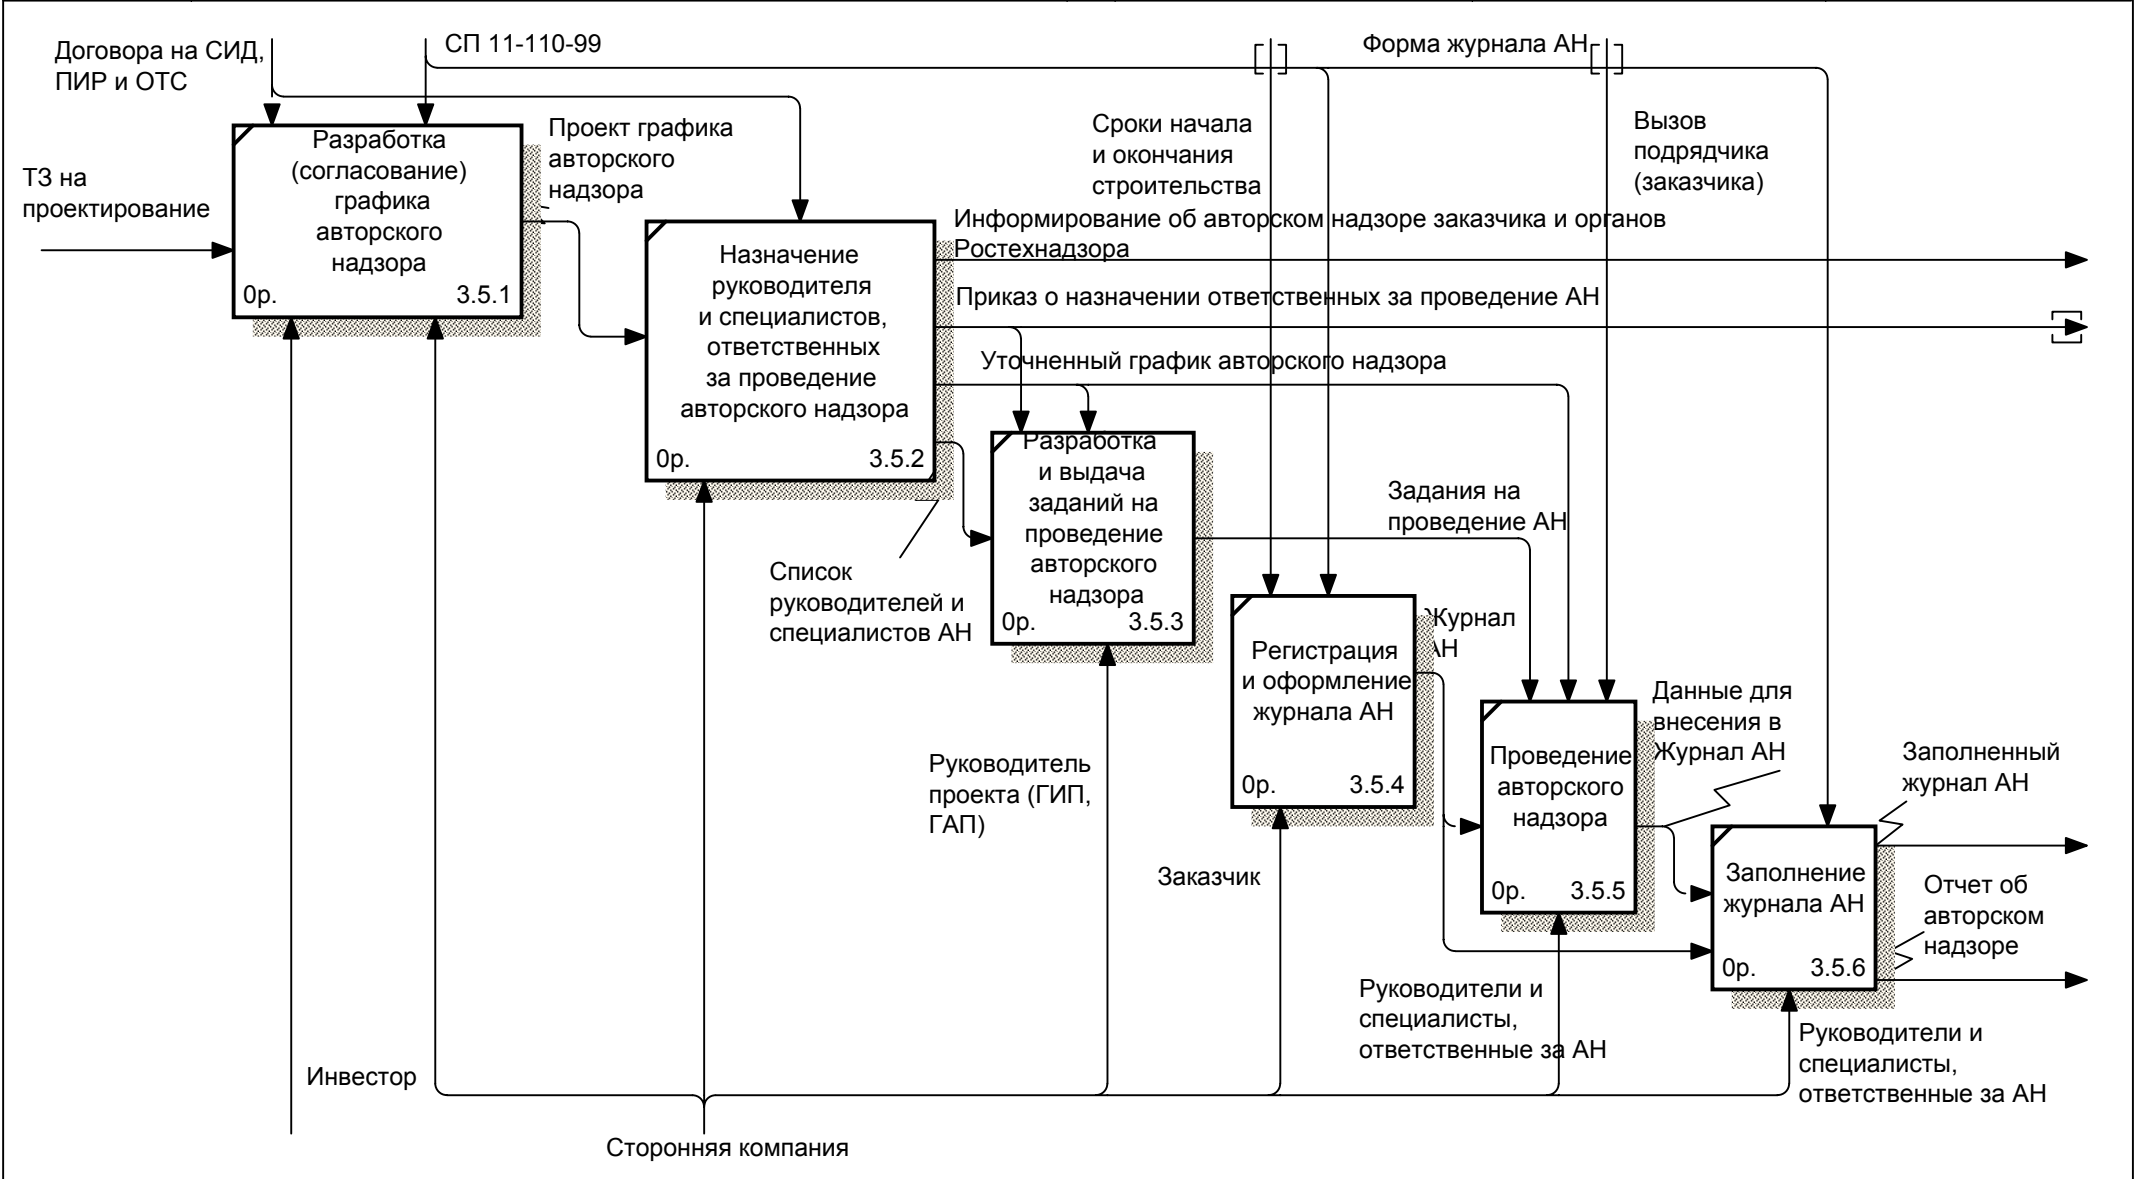 Договора на СИД,
ПИР и ОТС
СП 11-110-99
Форма журнала АН
ТЗ на
проектирование
Разработка
(согласование)
графика
авторского
надзора
0р. 3.5.1
Проект графика
авторского
надзора
Сроки начала
и окончания
строительства
Вызов
подрядчика
(заказчика)
Назначение
руководителя
и специалистов,
ответственных
за проведение
авторского надзора
0р. 3.5.2
Информирование об авторском надзоре заказчика и органов
Ростехнадзора
Приказ о назначении ответственных за проведение АН
Уточненный график авторского надзора
Разработка
и выдача
заданий на
проведение
авторского
надзора
0р. 3.5.3
Задания на
проведение АН
Список
руководителей и
специалистов АН
Регистрация
и оформление
журнала АН
0р. 3.5.4
Журнал
АН
Руководитель
проекта (ГИП,
ГАП)
Проведение
авторского
надзора
0р. 3.5.5
Данные для
внесения в
Журнал АН
Заполненный
журнал АН
Заказчик
Заполнение
журнала АН
0р. 3.5.6
Отчет об
авторском
надзоре
Руководители и
специалисты,
ответственные за АН
Руководители и
специалисты,
ответственные за АН
Инвестор
Сторонняя компания